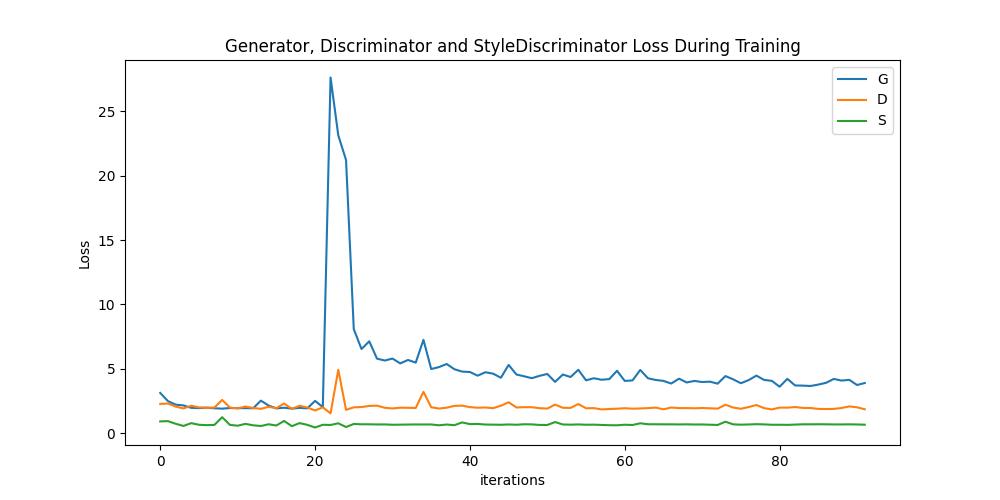 Generator, Discriminator and StyleDiscriminator Loss During Training
G
D
S
Loss
25
20
15
10
5
0
0 20 40 60 80
iterations